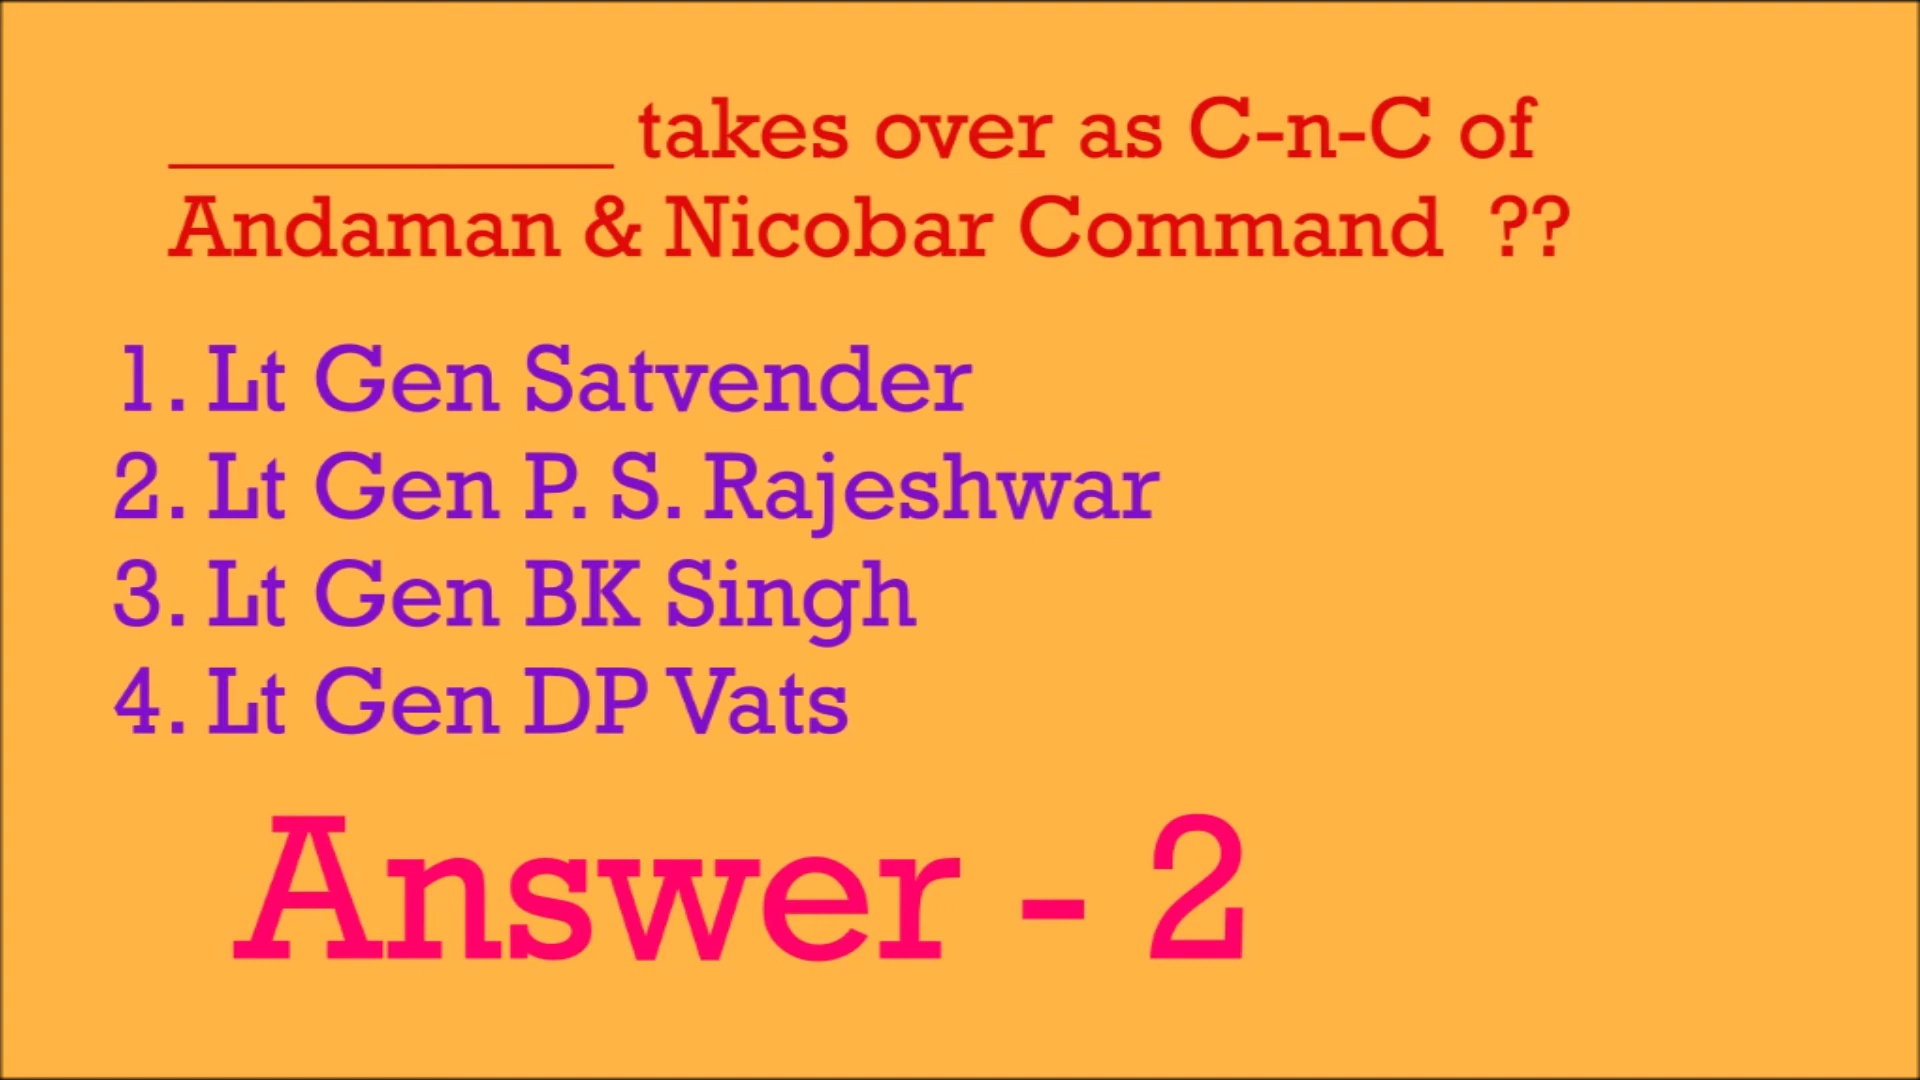 ____________ takes over as C-n-C of
Andaman & Nicobar Command ??
1. Lt Gen Satvender
2. Lt Gen P. S. Rajeshwar
3. Lt Gen BK Singh
4. Lt Gen DP Vats
Answer - 2